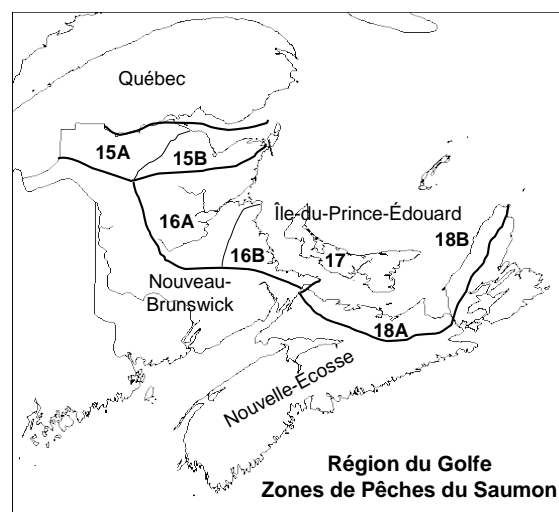 Québec
15A
15B
16A
Île-du-Prince-Édouard
18B
16B
17
Nouveau-
Brunswick
18A
Nouvelle-Écosse
Région du Golfe
Zones de Pêches du Saumon